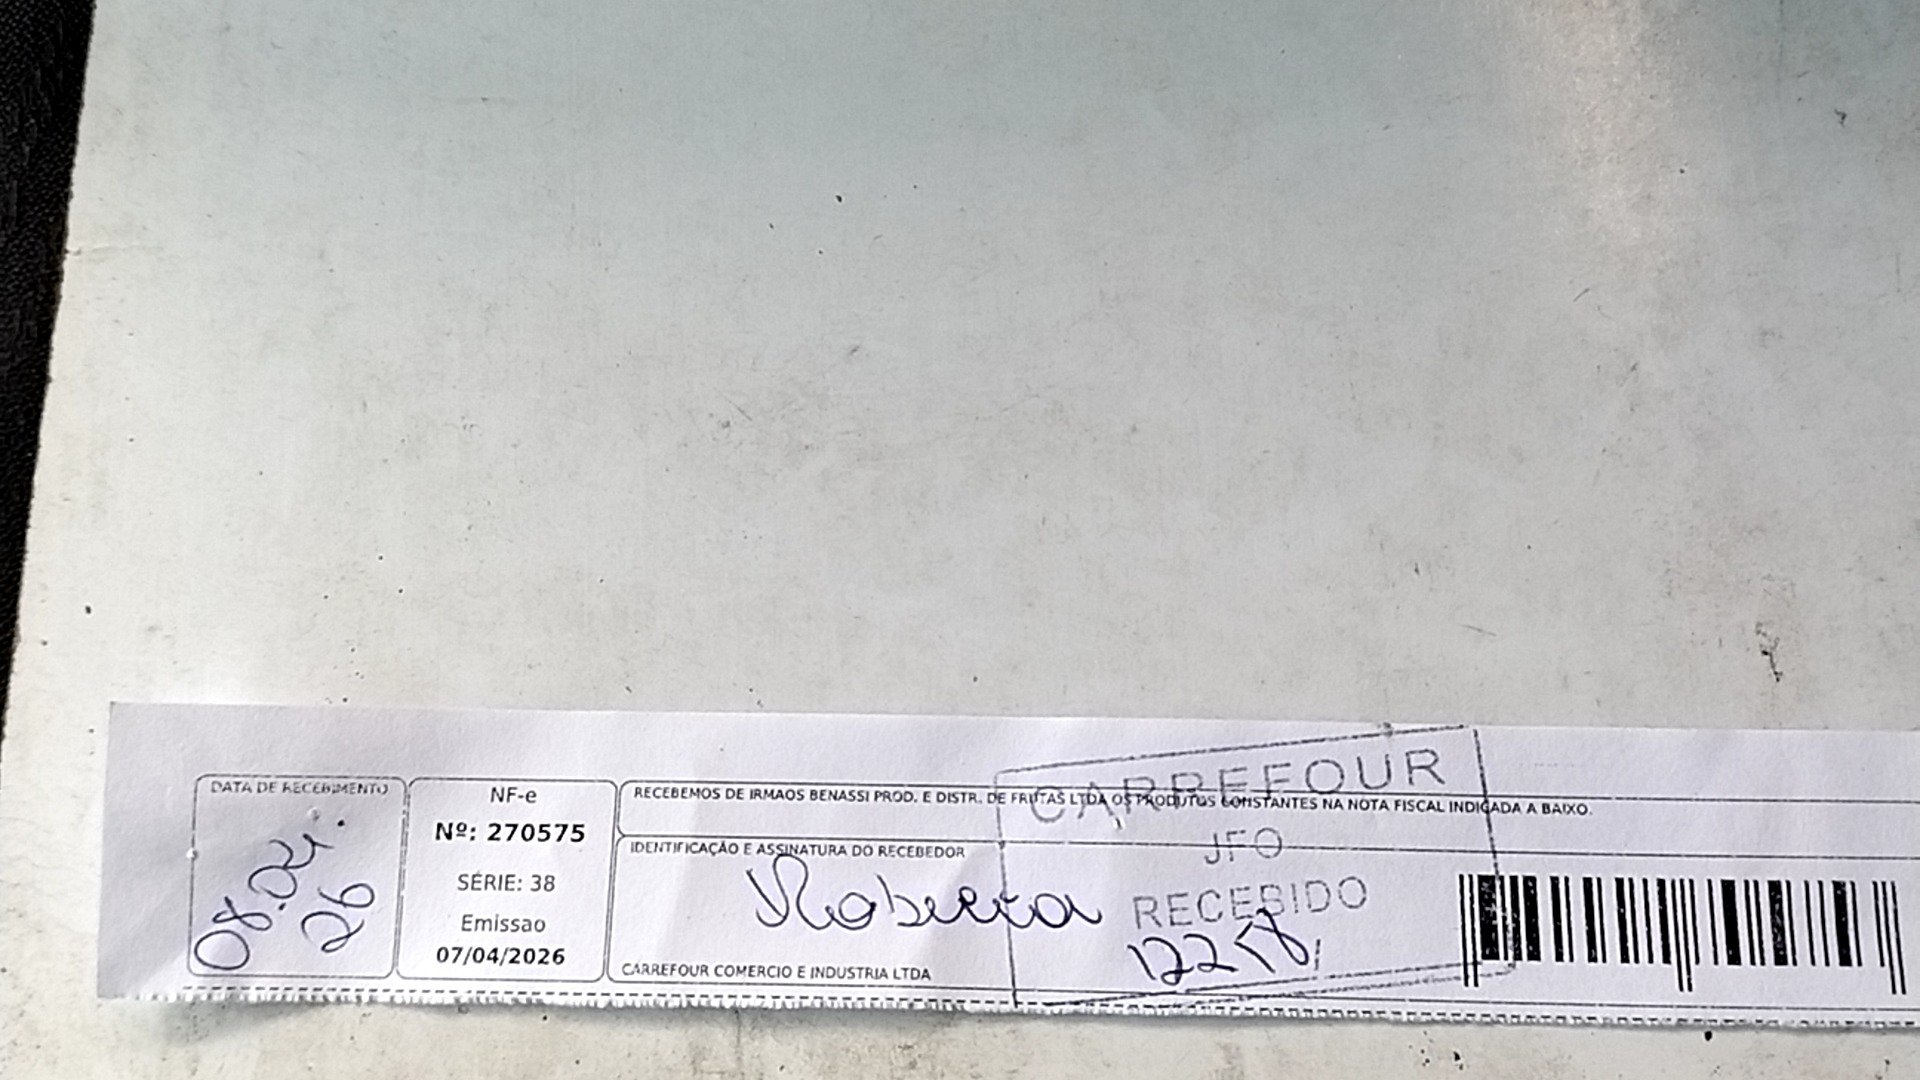 DATA DE RECEBIMENTO
08.04.
26
NF-e
Nº: 270575
SÉRIE: 38
Emissao
07/04/2026
RECEBEMOS DE IRMAOS BENASSI PROD. E DISTR. DE FRUTAS LTDA OS PRODUTOS CONSTANTES NA NOTA FISCAL INDICADA A BAIXO.
IDENTIFICAÇÃO E ASSINATURA DO RECEBEDOR
Roberta
CARREFOUR COMERCIO E INDUSTRIA LTDA
CARREFOUR
JFO
RECEBIDO